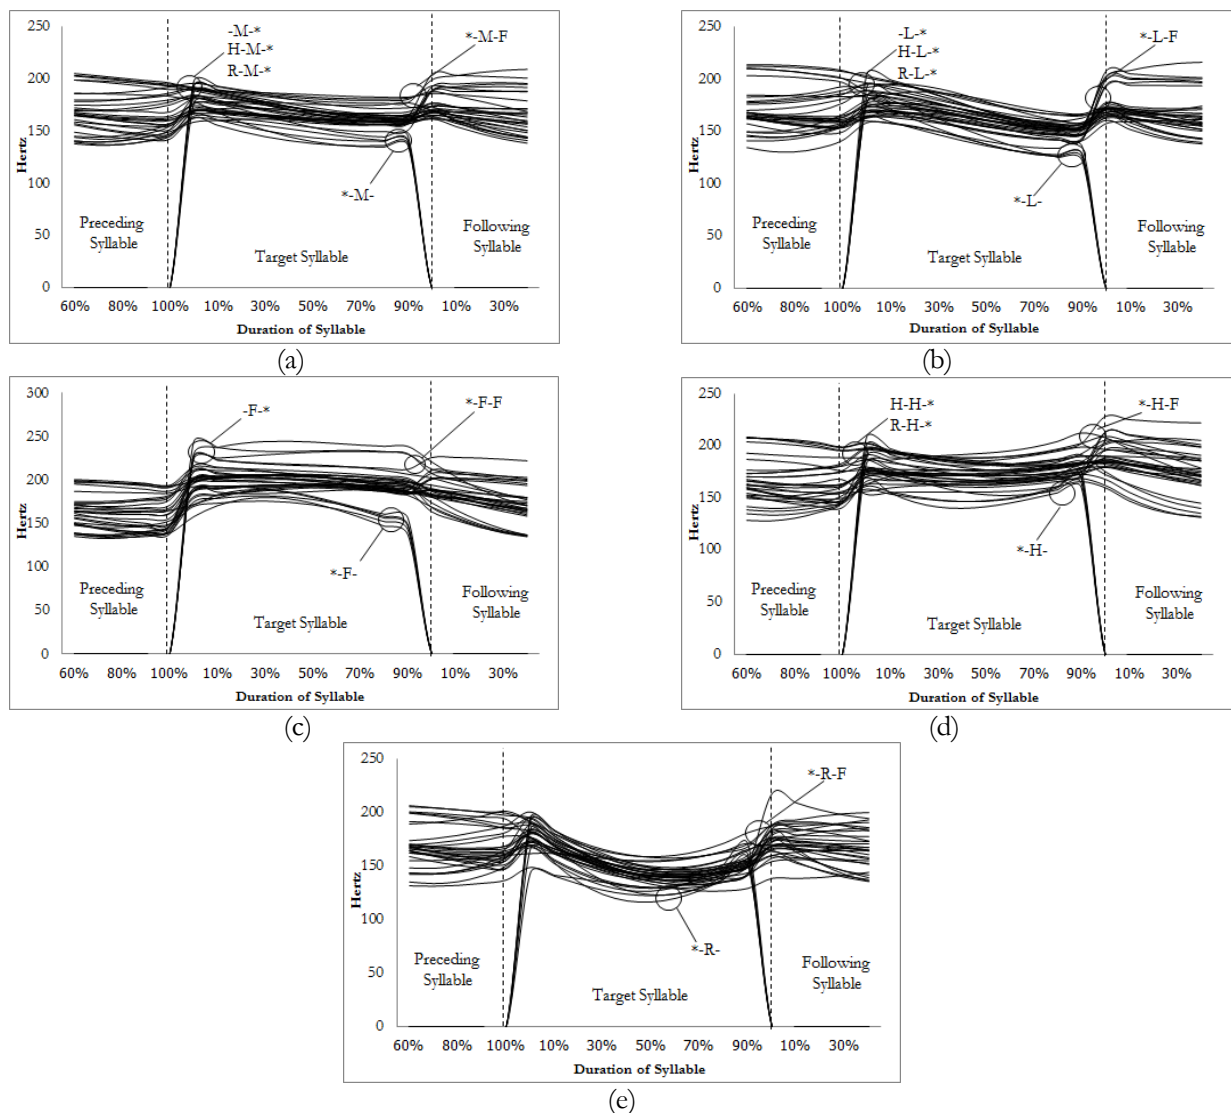 250
200
150
100
50
0
Hertz
-M-*
H-M-*
R-M-*
*-M-F
*-M-
Preceding
Syllable
Target Syllable
Following
Syllable
60% 80% 100% 10% 30% 50% 70% 90% 10% 30%
Duration of Syllable
(a)
250
200
150
100
50
0
Hertz
-L-*
H-L-*
R-L-*
*-L-F
*-L-
Preceding
Syllable
Target Syllable
Following
Syllable
60% 80% 100% 10% 30% 50% 70% 90% 10% 30%
Duration of Syllable
(b)
300
250
200
150
100
50
0
Hertz
-F-*
*-F-F
*-F-
Preceding
Syllable
Target Syllable
Following
Syllable
60% 80% 100% 10% 30% 50% 70% 90% 10% 30%
Duration of Syllable
(c)
250
200
150
100
50
0
Hertz
H-H-*
R-H-*
*-H-F
*-H-
Preceding
Syllable
Target Syllable
Following
Syllable
60% 80% 100% 10% 30% 50% 70% 90% 10% 30%
Duration of Syllable
(d)
250
200
150
100
50
0
Hertz
*-R-F
*-R-
Preceding
Syllable
Target Syllable
Following
Syllable
60% 80% 100% 10% 30% 50% 70% 90% 10% 30%
Duration of Syllable
(e)